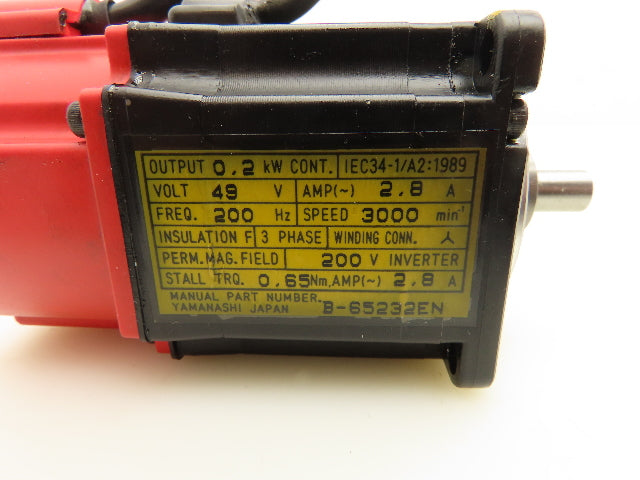 OUTPUT 0.2 kW CONT. IEC34-1/A2:1989
VOLT 49 V AMP(~) 2.8 A
FREQ. 200 Hz SPEED 3000 min⁻¹
INSULATION F 3 PHASE WINDING CONN. ⅄
PERM.MAG.FIELD 200 V INVERTER
STALL TRQ. 0.65Nm,AMP(~) 2.8 A
MANUAL PART NUMBER.
YAMANASHI JAPAN B-65232EN